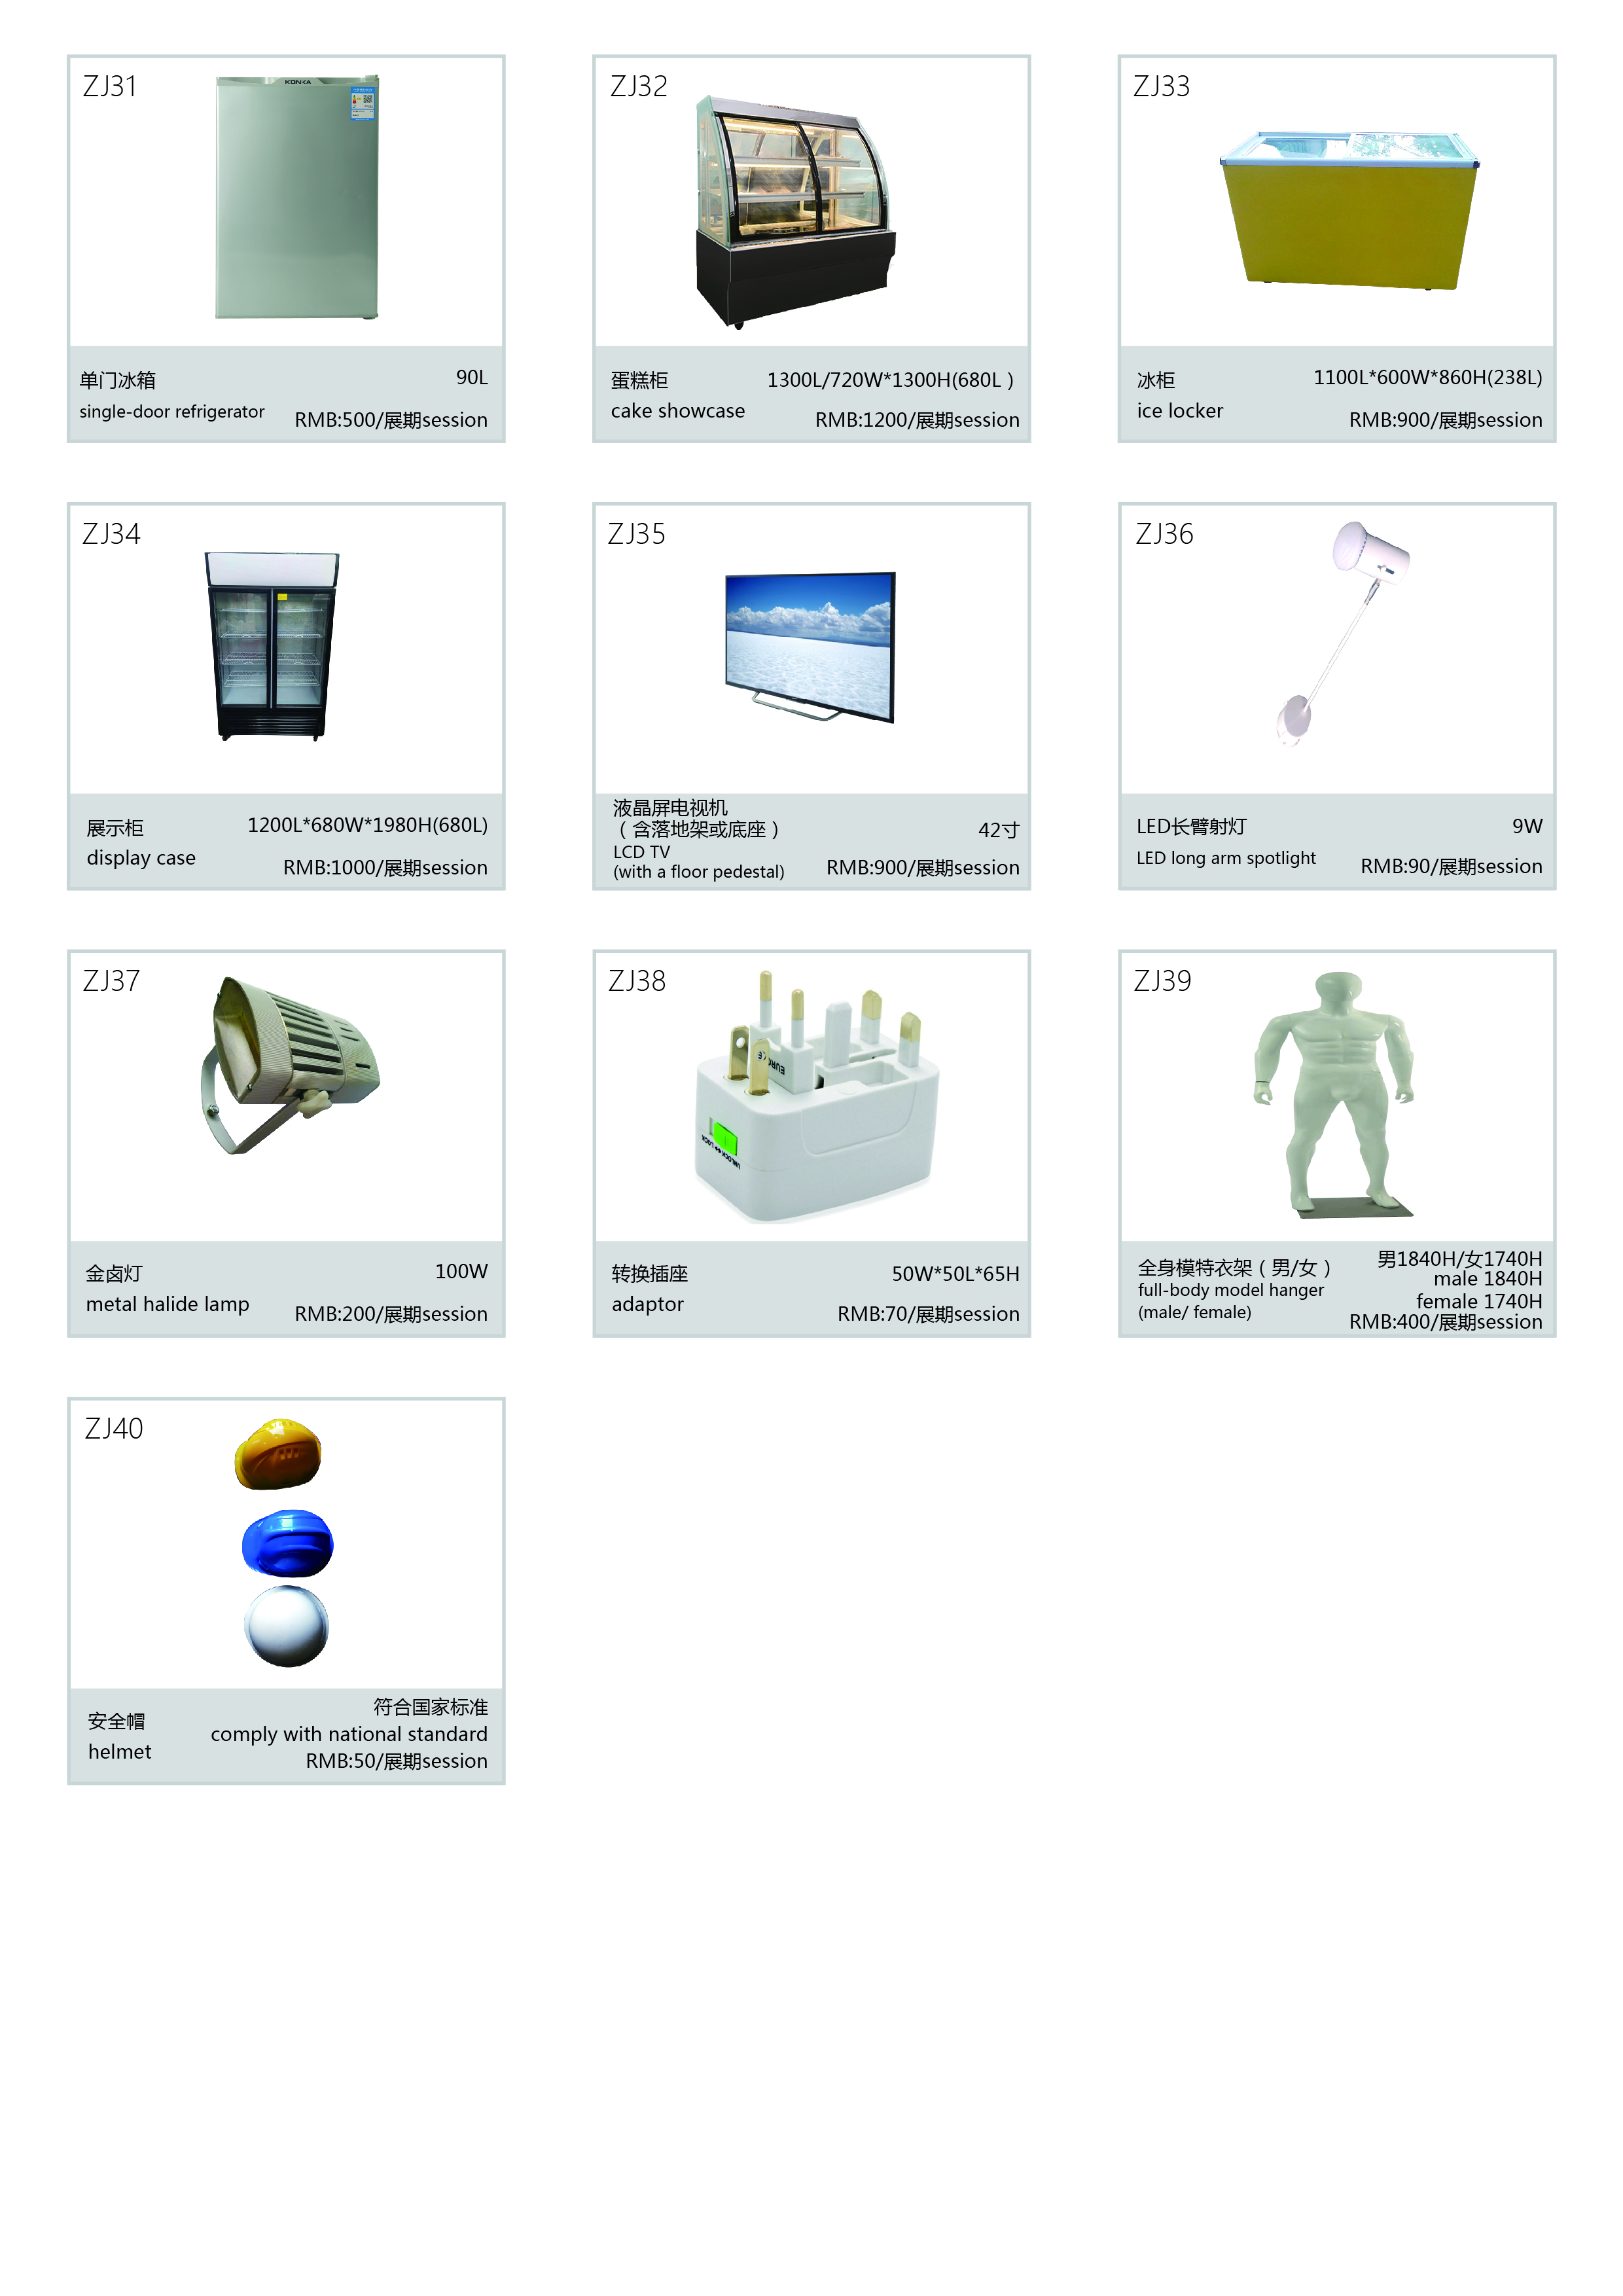 ZJ31
KONKA
单门冰箱
90L
single-door refrigerator
RMB:500/展期session
ZJ32
蛋糕柜
1300L/720W*1300H(680L）
cake showcase
RMB:1200/展期session
ZJ33
冰柜
1100L*600W*860H(238L)
ice locker
RMB:900/展期session
ZJ34
展示柜
1200L*680W*1980H(680L)
display case
RMB:1000/展期session
ZJ35
液晶屏电视机
（含落地架或底座）
42寸
LCD TV
(with a floor pedestal)
RMB:900/展期session
ZJ36
LED长臂射灯
9W
LED long arm spotlight
RMB:90/展期session
ZJ37
金卤灯
100W
metal halide lamp
RMB:200/展期session
ZJ38
UNLOCK LOCK
转换插座
50W*50L*65H
adaptor
RMB:70/展期session
ZJ39
全身模特衣架（男/女）
男1840H/女1740H
full-body model hanger
male 1840H
(male/ female)
female 1740H
RMB:400/展期session
ZJ40
安全帽
符合国家标准
helmet
comply with national standard
RMB:50/展期session